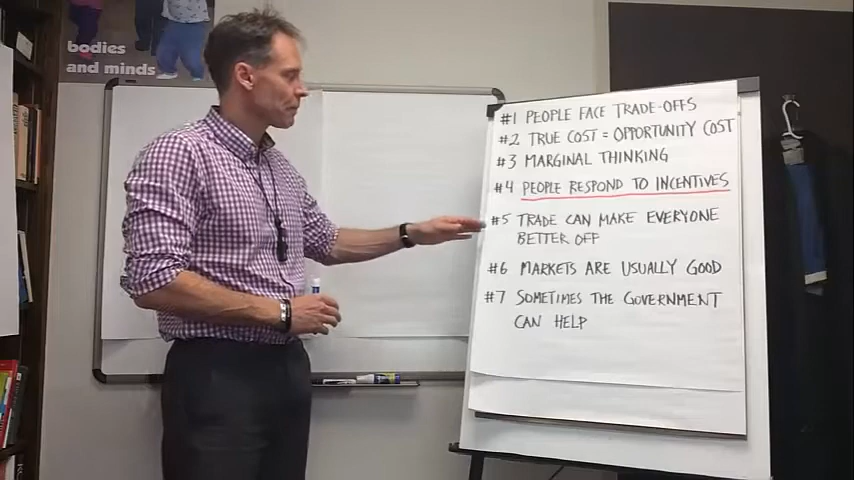 bodies
and minds
#1 PEOPLE FACE TRADE-OFFS
#2 TRUE COST = OPPORTUNITY COST
#3 MARGINAL THINKING
#4 PEOPLE RESPOND TO INCENTIVES
#5 TRADE CAN MAKE EVERYONE
BETTER OFF
#6 MARKETS ARE USUALLY GOOD
#7 SOMETIMES THE GOVERNMENT
CAN HELP